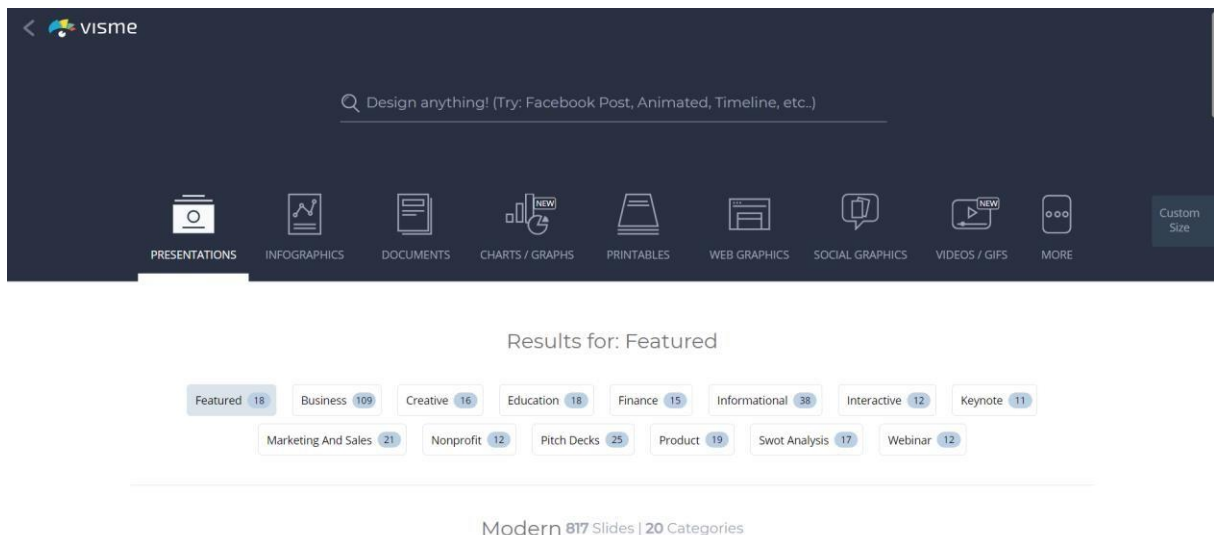 vısme
Design anything! (Try: Facebook Post, Animated, Timeline, etc..)
NEW NEW
PRESENTATIONS INFOGRAPHICS DOCUMENTS CHARTS / GRAPHS PRINTABLES WEB GRAPHICS SOCIAL GRAPHICS VIDEOS / GIFS MORE
Custom
Size
Results for: Featured
Featured 18 Business 109 Creative 16 Education 18 Finance 15 Informational 38 Interactive 12 Keynote 11
Marketing And Sales 21 Nonprofit 12 Pitch Decks 25 Product 19 Swot Analysis 17 Webinar 12
Modern 817 Slides | 20 Categories